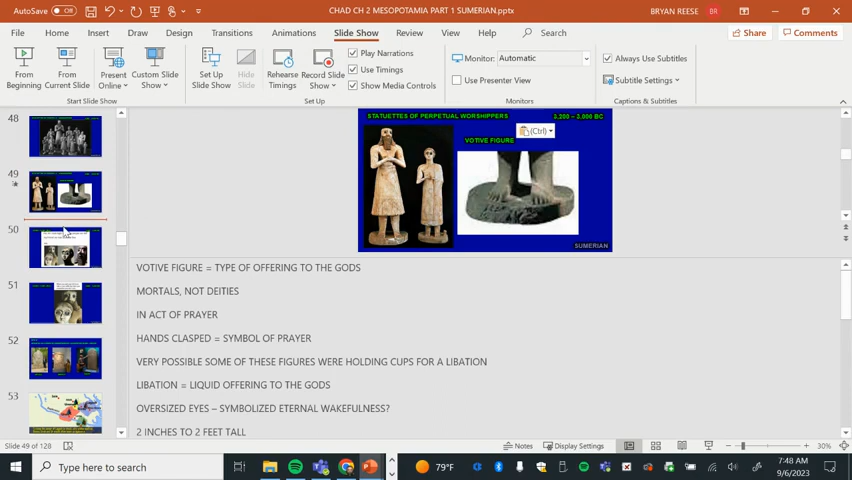 AutoSave Off
CHAD CH 2 MESOPOTAMIA PART 1 SUMERIAN.pptx
BRYAN REESE BR
File Home Insert Draw Design Transitions Animations Slide Show Review View Help Search Share Comments
From Beginning
From Current Slide
Present Online
Custom Slide Show
Start Slide Show
Set Up Slide Show
Hide Slide
Rehearse Timings
Record Slide Show
Play Narrations
Use Timings
Show Media Controls
Set Up
Monitor: Automatic
Use Presenter View
Monitors
Always Use Subtitles
Subtitle Settings
Captions & Subtitles
48
49
50
51
52
53
STATUETTES OF PERPETUAL WORSHIPPERS
3,200 – 2,000 BC
VOTIVE FIGURE
(Ctrl)
SUMERIAN
VOTIVE FIGURE = TYPE OF OFFERING TO THE GODS
MORTALS, NOT DEITIES
IN ACT OF PRAYER
HANDS CLASPED = SYMBOL OF PRAYER
VERY POSSIBLE SOME OF THESE FIGURES WERE HOLDING CUPS FOR A LIBATION
LIBATION = LIQUID OFFERING TO THE GODS
OVERSIZED EYES – SYMBOLIZED ETERNAL WAKEFULNESS?
2 INCHES TO 2 FEET TALL
Slide 49 of 128
Notes
Display Settings
30%
Type here to search
79°F
7:48 AM
9/6/2023